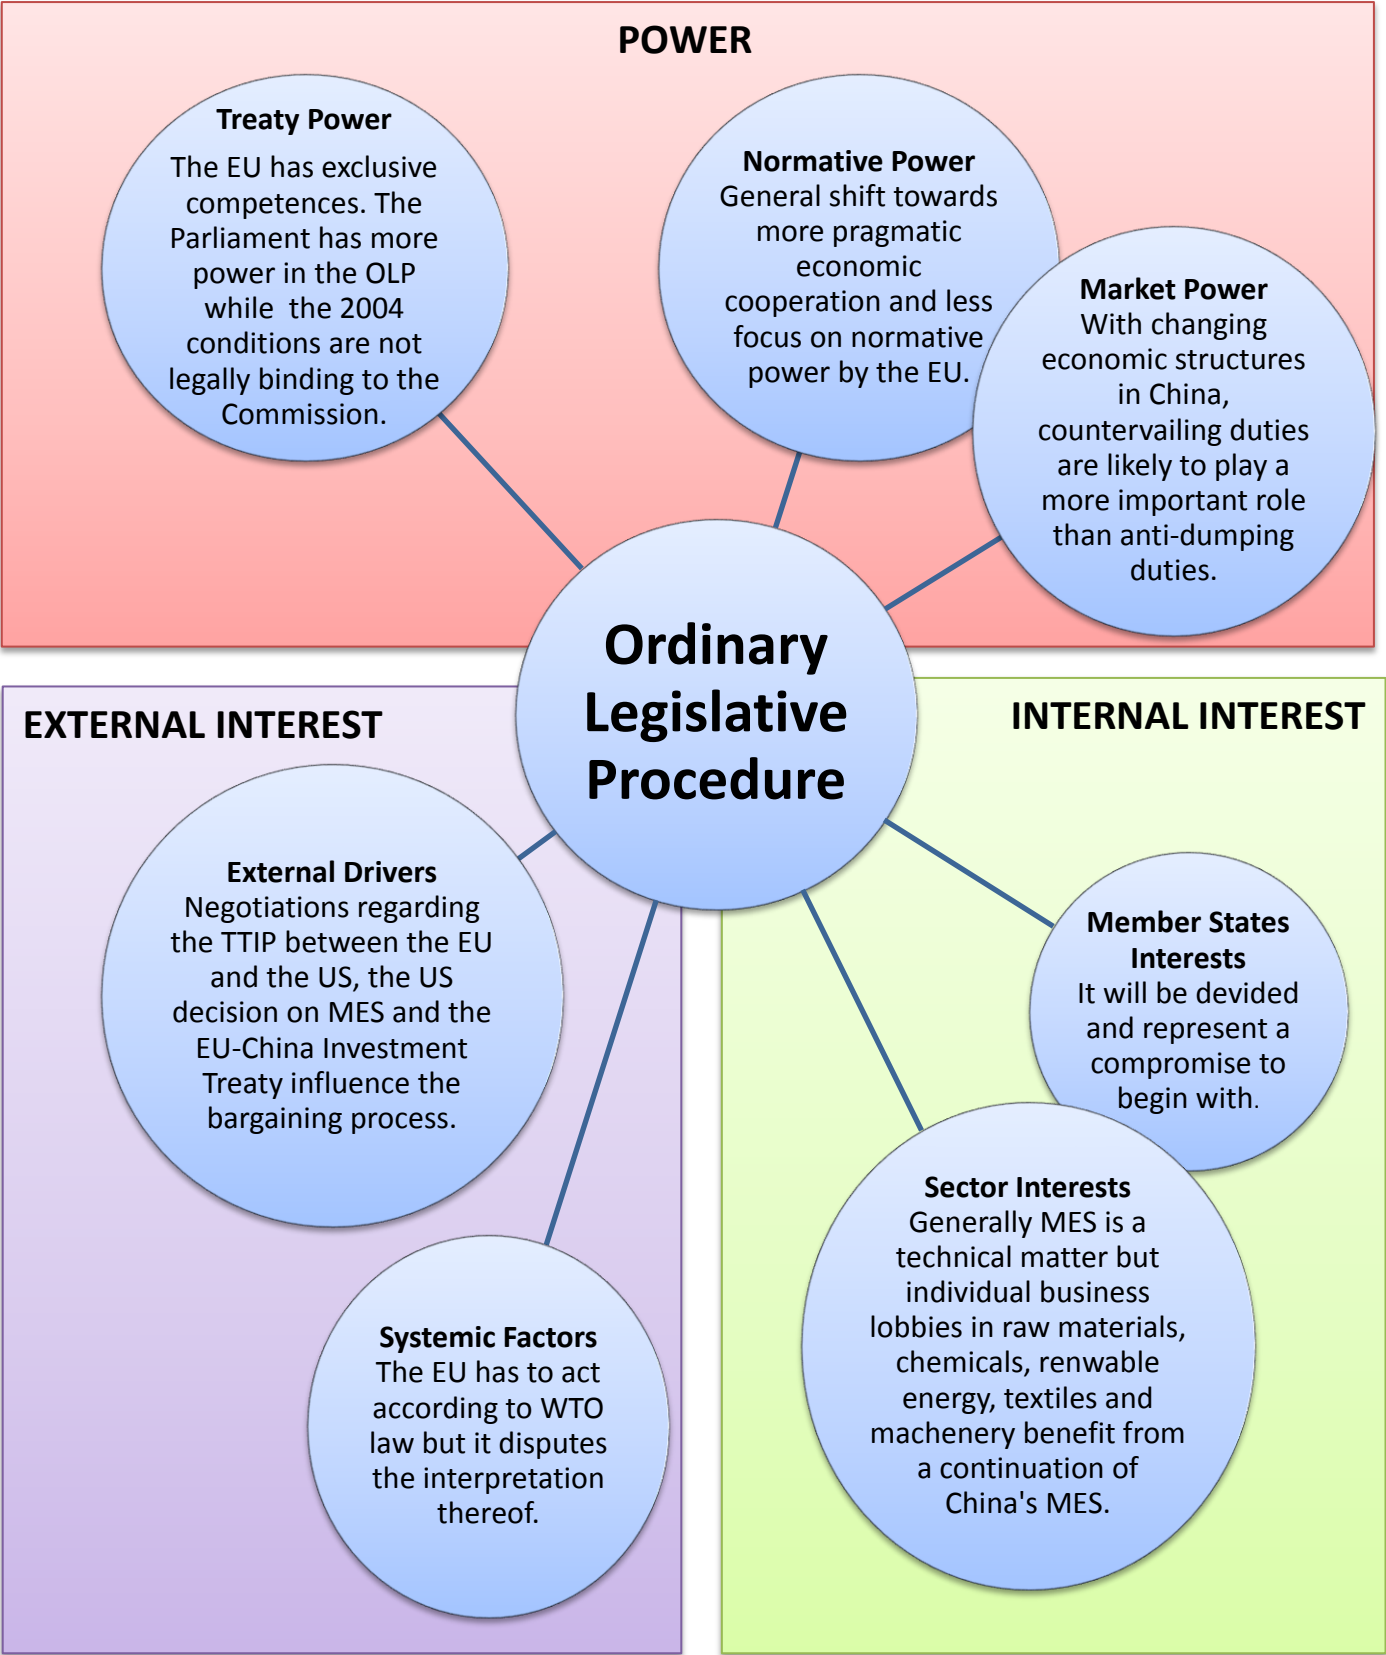 POWER
Treaty Power
The EU has exclusive
competences. The
Parliament has more
power in the OLP
while the 2004
conditions are not
legally binding to the
Commission.
Normative Power
General shift towards
more pragmatic
economic
cooperation and less
focus on normative
power by the EU.
Market Power
With changing
economic structures
in China,
countervailing duties
are likely to play a
more important role
than anti-dumping
duties.
Ordinary
Legislative
Procedure
EXTERNAL INTEREST
External Drivers
Negotiations regarding
the TTIP between the EU
and the US, the US
decision on MES and the
EU-China Investment
Treaty influence the
bargaining process.
Systemic Factors
The EU has to act
according to WTO
law but it disputes
the interpretation
thereof.
INTERNAL INTEREST
Member States
Interests
It will be devided
and represent a
compromise to
begin with.
Sector Interests
Generally MES is a
technical matter but
individual business
lobbies in raw materials,
chemicals, renwable
energy, textiles and
machenery benefit from
a continuation of
China's MES.